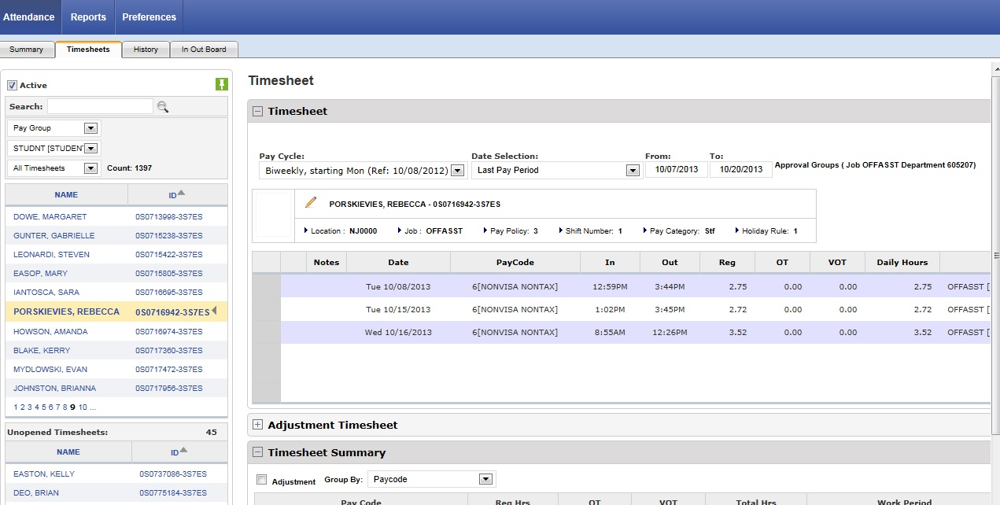 Attendance Reports Preferences
Summary Timesheets History In Out Board
Active
Search:
Pay Group
STUDNT [STUDENT
All Timesheets Count: 1397
NAME ID
DOWE, MARGARET 0S0713998-3S7ES
GUNTER, GABRIELLE 0S0715238-3S7ES
LEONARDI, STEVEN 0S0715422-3S7ES
EASOP, MARY 0S0715805-3S7ES
IANTOSCA, SARA 0S0716695-3S7ES
PORSKIEVIES, REBECCA 0S0716942-3S7ES
HOWSON, AMANDA 0S0716974-3S7ES
BLAKE, KERRY 0S0717360-3S7ES
MYDLOWSKI, EVAN 0S0717472-3S7ES
JOHNSTON, BRIANNA 0S0717956-3S7ES
1 2 3 4 5 6 7 8 9 10 ...
Unopened Timesheets: 45
NAME ID
EASTON, KELLY 0S0737086-3S7ES
DEO, BRIAN 0S0775184-3S7ES
Timesheet
Timesheet
Pay Cycle: Date Selection: From: To:
Biweekly, starting Mon (Ref: 10/08/2012) Last Pay Period 10/07/2013 10/20/2013 Approval Groups ( Job OFFASST Department 605207)
PORSKIEVIES, REBECCA - 0S0716942-3S7ES
Location : NJ0000 Job : OFFASST Pay Policy: 3 Shift Number: 1 Pay Category: Stf Holiday Rule: 1
Notes Date PayCode In Out Reg OT VOT Daily Hours
Tue 10/08/2013 6[NONVISA NONTAX] 12:59PM 3:44PM 2.75 0.00 0.00 2.75 OFFASST [
Tue 10/15/2013 6[NONVISA NONTAX] 1:02PM 3:45PM 2.72 0.00 0.00 2.72 OFFASST [
Wed 10/16/2013 6[NONVISA NONTAX] 8:55AM 12:26PM 3.52 0.00 0.00 3.52 OFFASST [
Adjustment Timesheet
Timesheet Summary
Adjustment Group By: Paycode
Pay Code Reg Hrs OT VOT Total Hrs Work Period